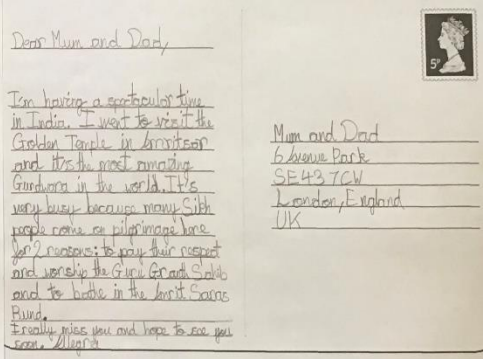 Dear Mum and Dad,
I'm having a spectacular time
in India. I went to visit the
Golden Temple in Amritsar
and it's the most amazing
Gurdwara in the world. It's
very busy because many Sikh
people come on pilgrimage here
for 2 reasons: to pay their respect
and worship the Guru Granth Sahib
and to bathe in the Amrit Saras
Kund.
I really miss you and hope to see you
soon. Allegra
5P
Mum and Dad
6 Avenue Park
SE43 7CW
London, England
UK